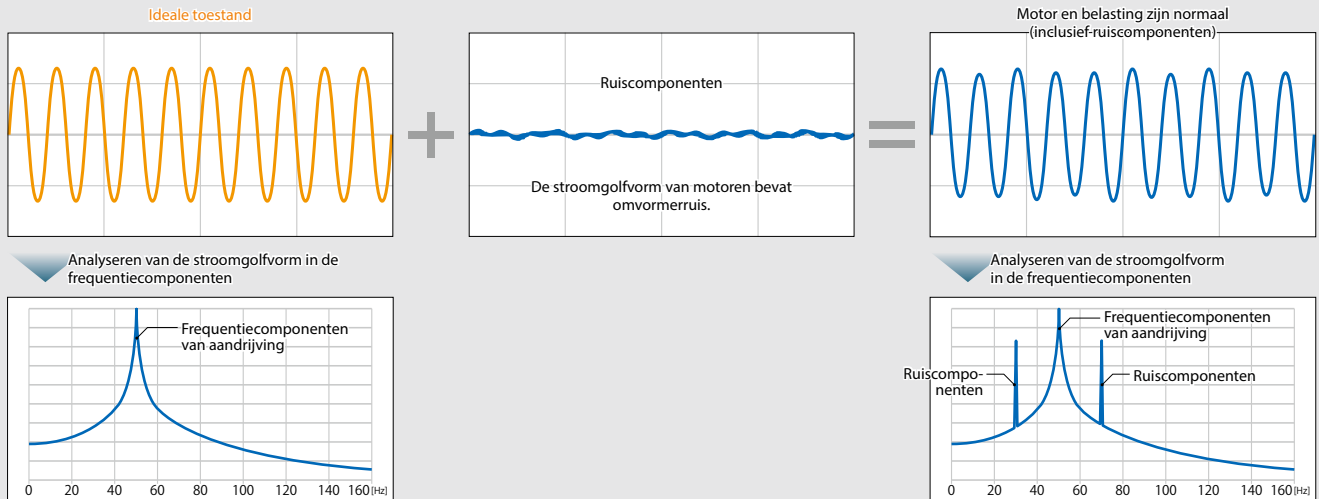 Ideale toestand
Motor en belasting zijn normaal
(inclusief ruiscomponenten)
Ruiscomponenten
De stroomgolfvorm van motoren bevat
omvormerruis.
Analyseren van de stroomgolfvorm in de
frequentiecomponenten
Analyseren van de stroomgolfvorm
in de frequentiecomponenten
Frequentiecomponenten
van aandrijving
0 20 40 60 80 100 120 140 160 [Hz]
Frequentiecomponenten
van aandrijving
Ruiscompo-
nenten
Ruiscomponenten
0 20 40 60 80 100 120 140 160 [Hz]